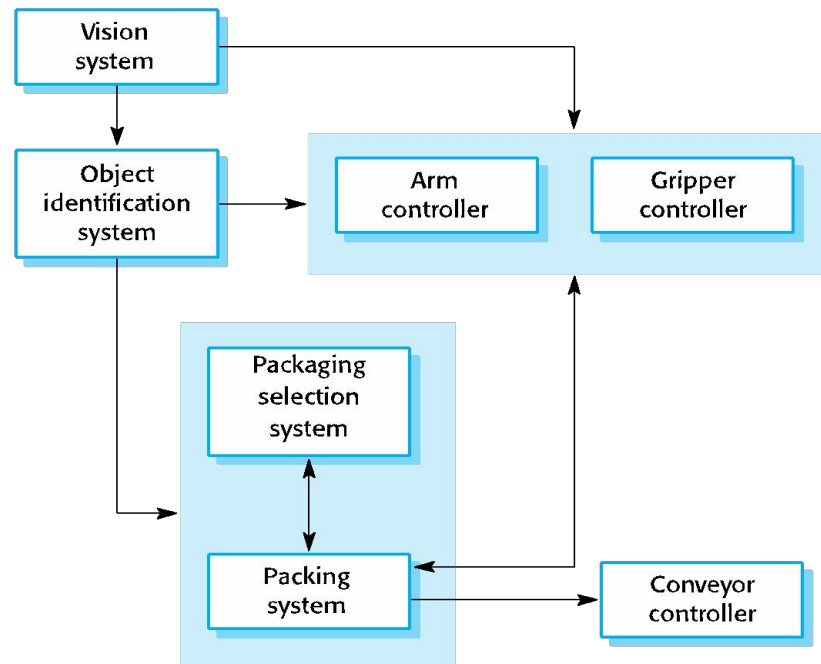 Vision
system
Object
identification
system
Arm
controller
Gripper
controller
Packaging
selection
system
Packing
system
Conveyor
controller